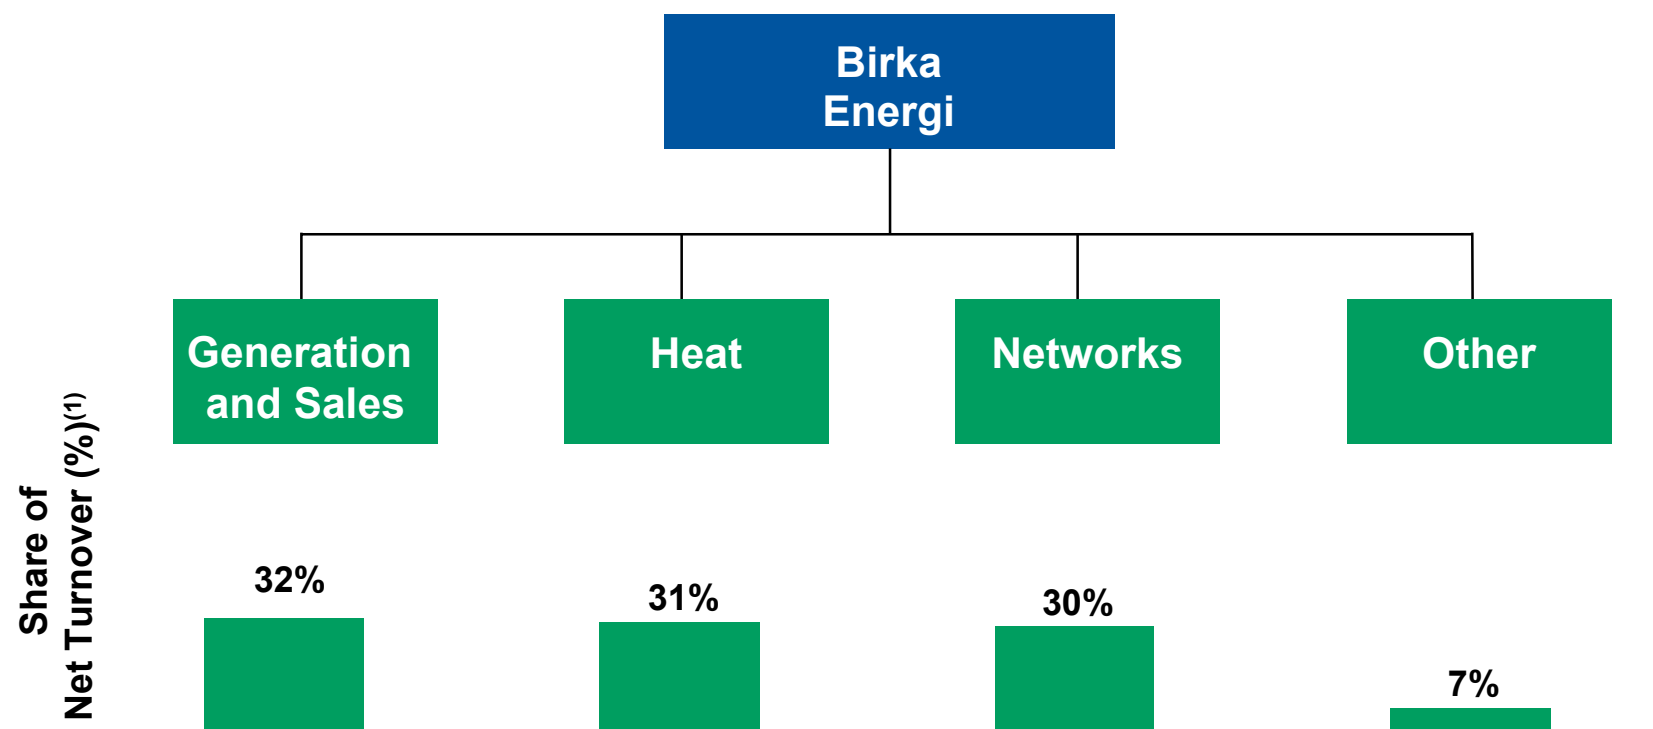 Birka
Energi
Generation
and Sales
Heat
Networks
Other
Share of
Net Turnover (%)(1)
32%
31%
30%
7%